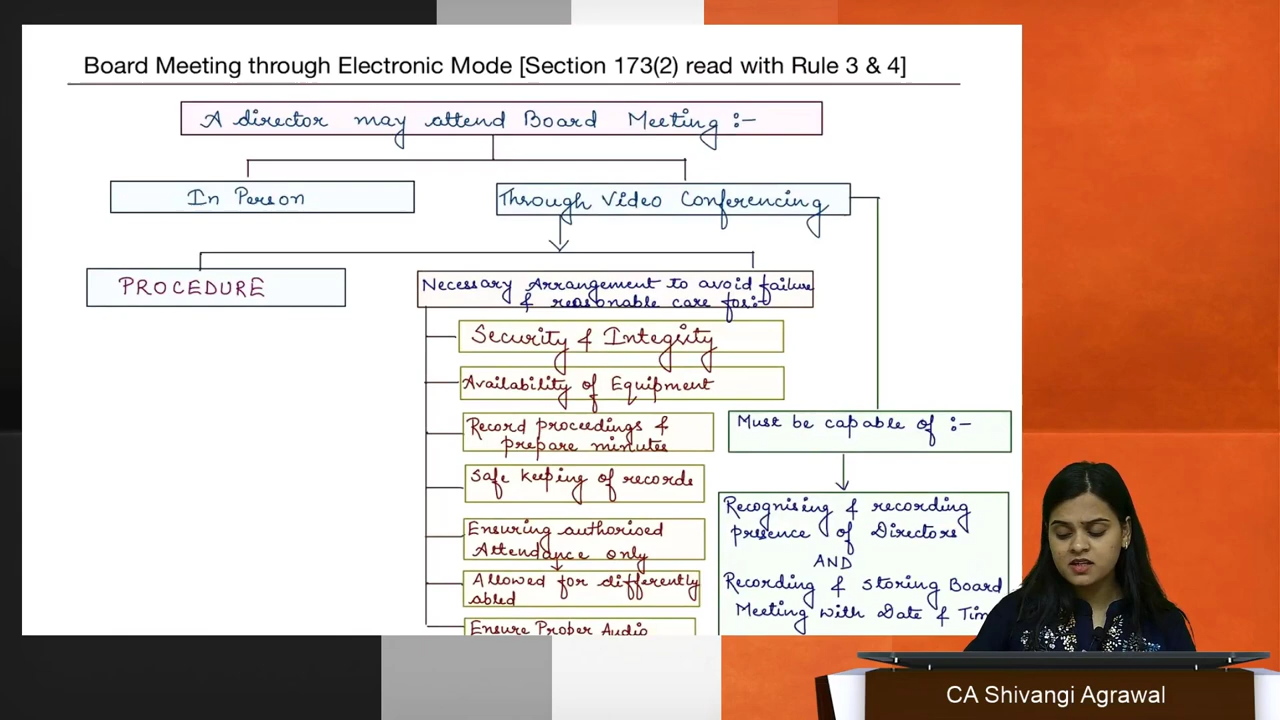 Board Meeting through Electronic Mode [Section 173(2) read with Rule 3 & 4]
A director may attend Board Meeting :-
In Person
Through Video Conferencing
PROCEDURE
Necessary Arrangement to avoid failure
& reasonable care for:-
Security & Integrity
Availability of Equipment
Record proceedings &
prepare minutes
Safe keeping of records
Ensuring authorised
Attendance only
Allowed for differently
abled
Ensure Proper Audio
Must be capable of :-
Recognising & recording
presence of Directors
AND
Recording & storing Board
Meeting with Date & Tim
CA Shivangi Agrawal